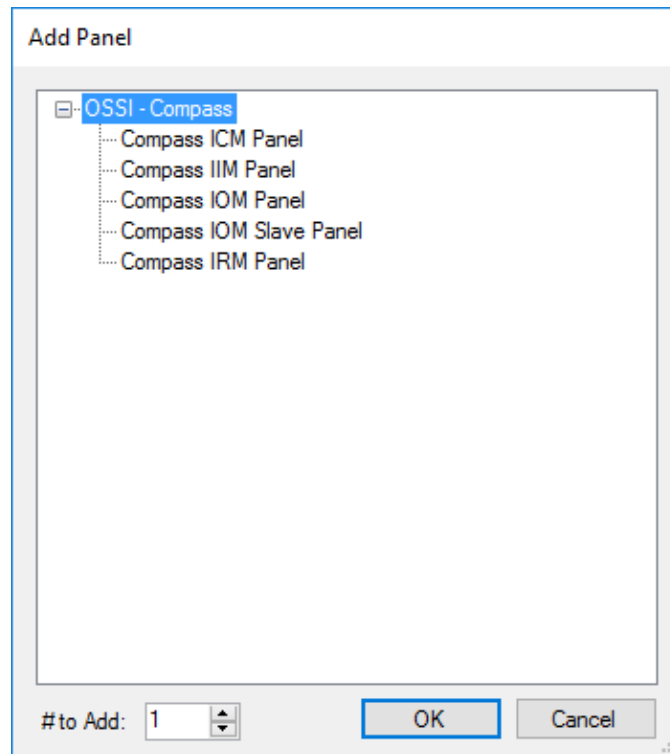 Add Panel
OSSI - Compass
Compass ICM Panel
Compass IIM Panel
Compass IOM Panel
Compass IOM Slave Panel
Compass IRM Panel
# to Add: 1 OK Cancel